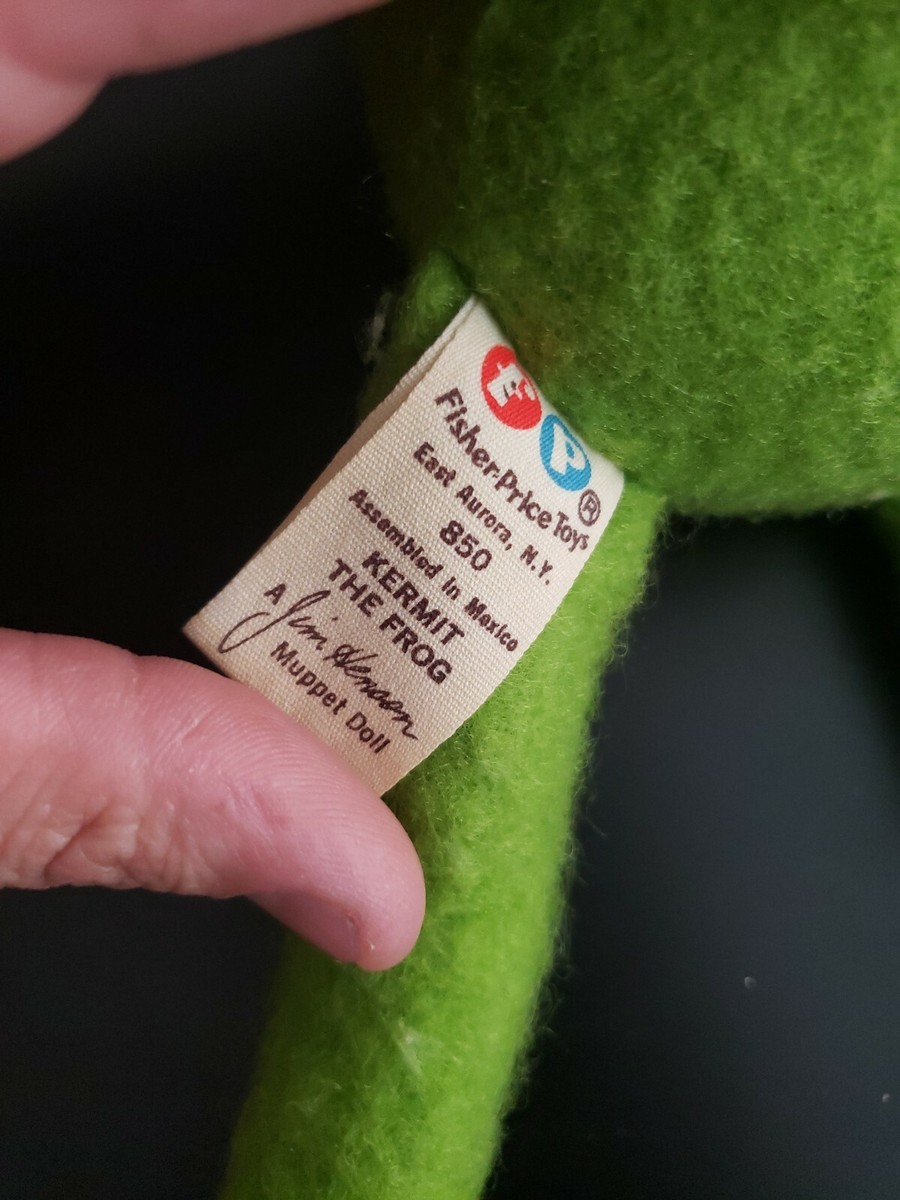 FP
Fisher-Price Toys ®
East Aurora, N.Y.
850
Assembled In Mexico
KERMIT
THE FROG
A Jim Henson
Muppet Doll